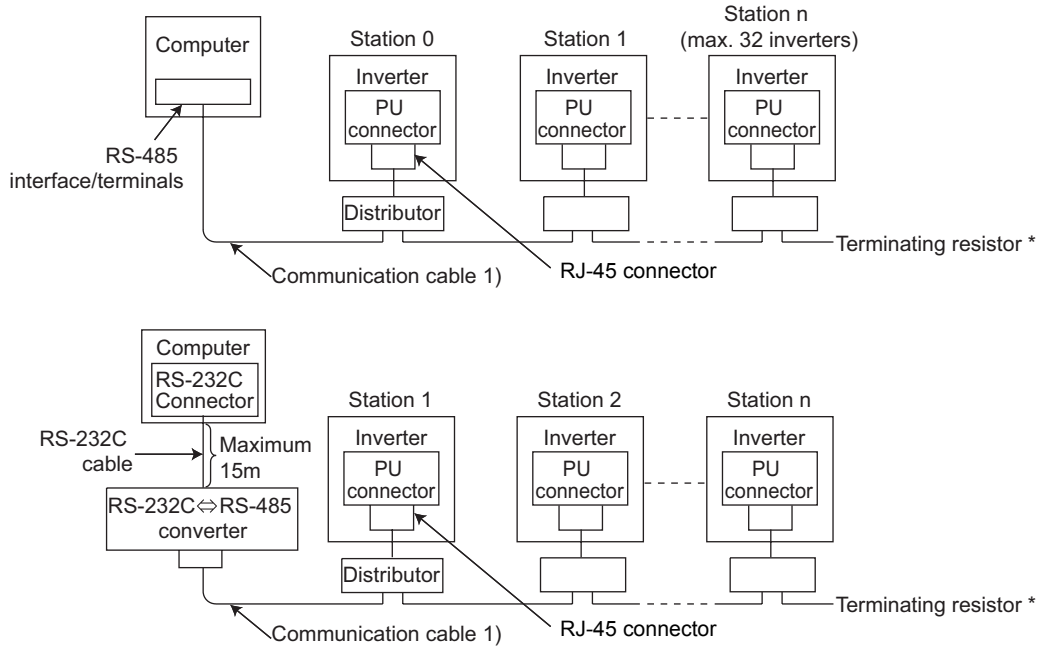 Station n
Computer
Station 0
Station 1
(max. 32 inverters)
Inverter
Inverter
Inverter
PU
connector
PU
connector
PU
connector
RS-485
interface/terminals
Distributor
Terminating resistor *
Communication cable 1)
RJ-45 connector
Computer
RS-232C
Connector
Station 1
Station 2
Station n
RS-232C
cable
Maximum
15m
Inverter
Inverter
Inverter
PU
connector
PU
connector
PU
connector
RS-232C⇔RS-485
converter
Distributor
Terminating resistor *
Communication cable 1)
RJ-45 connector